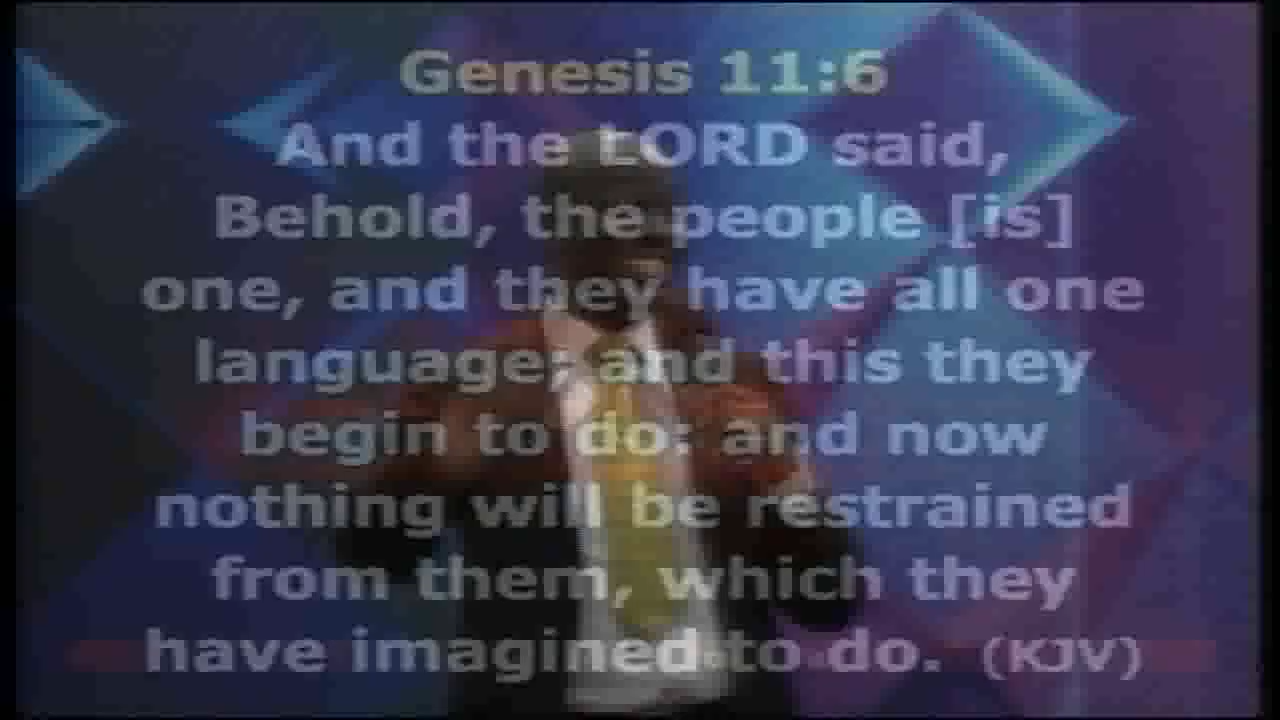 Genesis 11:6
And the LORD said,
Behold, the people [is]
one, and they have all one
language; and this they
begin to do: and now
nothing will be restrained
from them, which they
have imagined to do. (KJV)